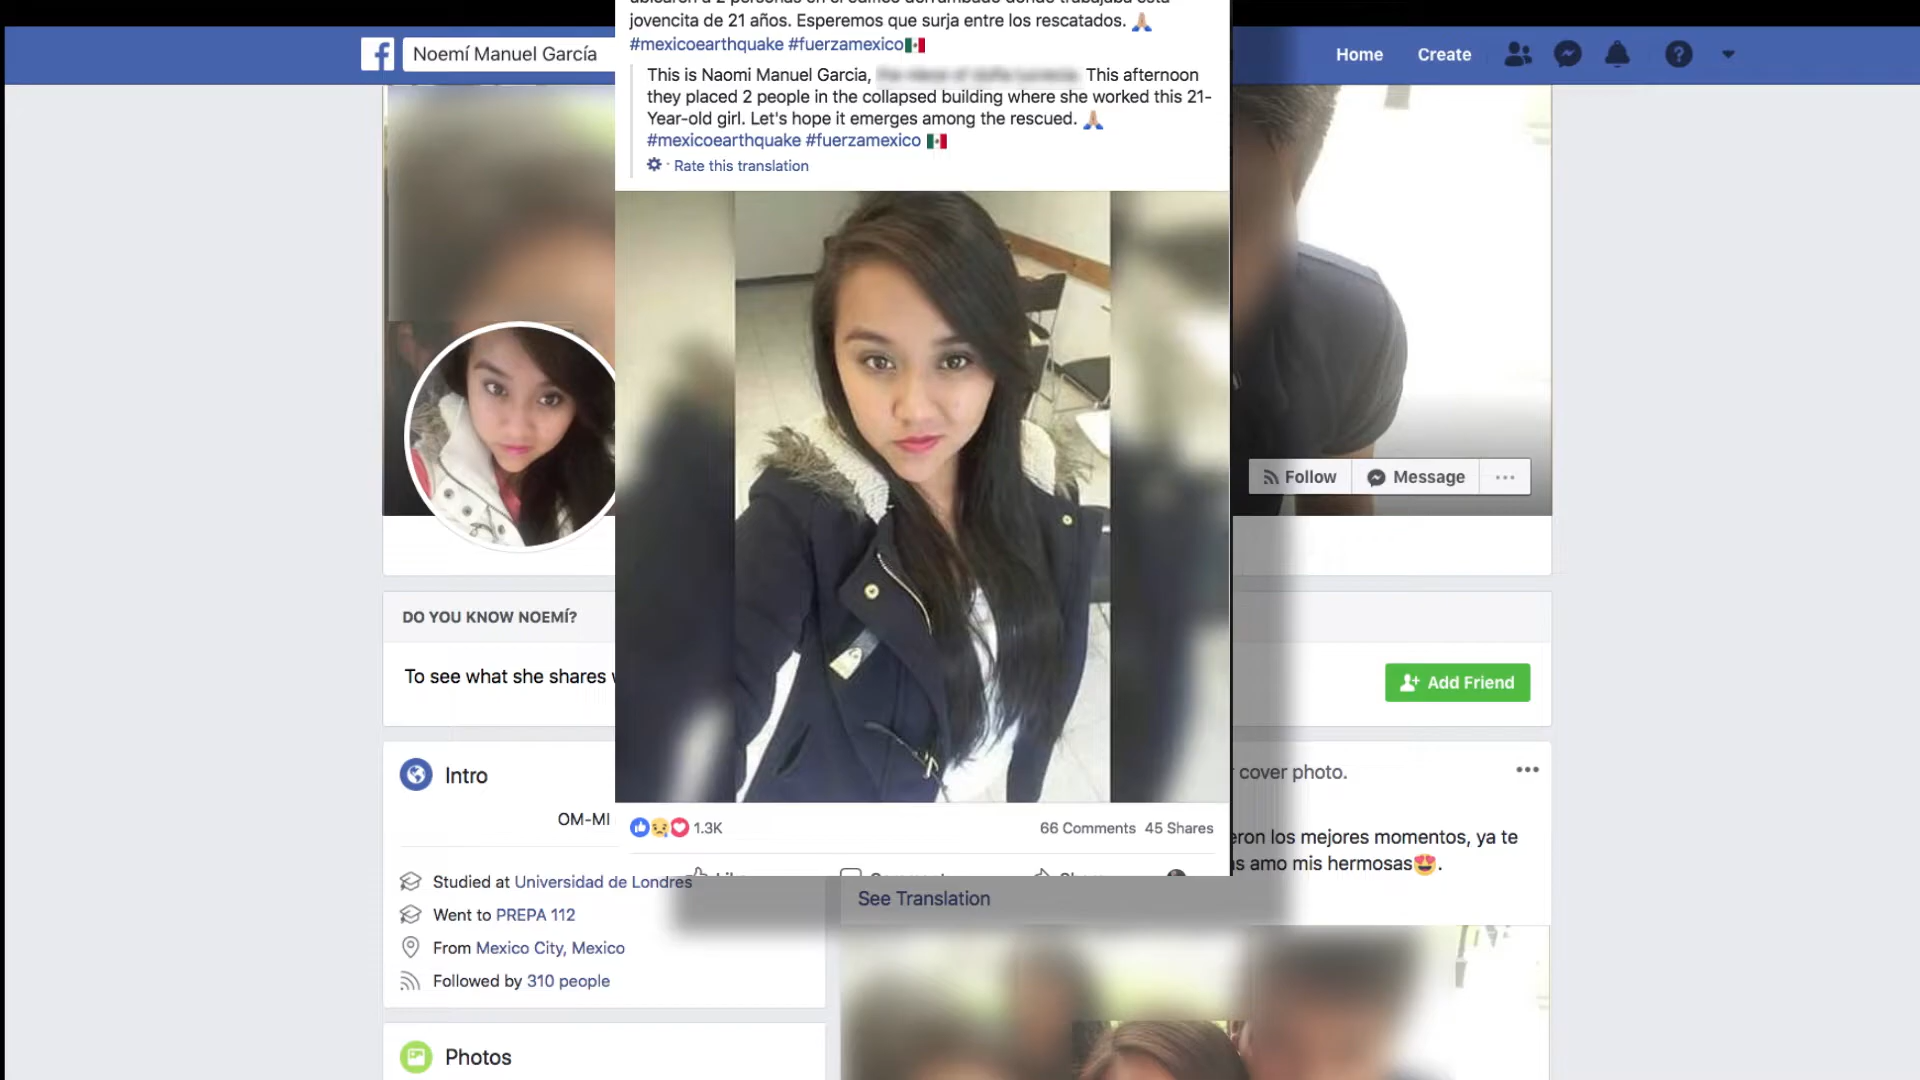 jovencita de 21 años. Esperemos que surja entre los rescatados.
#mexicoearthquake #fuerzamexico
Noemí Manuel García
Home
Create
This is Naomi Manuel Garcia, This afternoon
they placed 2 people in the collapsed building where she worked this 21-
Year-old girl. Let's hope it emerges among the rescued.
#mexicoearthquake #fuerzamexico
· Rate this translation
Follow
Message
DO YOU KNOW NOEMÍ?
To see what she shares
Add Friend
Intro
OM-MI
Studied at Universidad de Londres
Went to PREPA 112
From Mexico City, Mexico
Followed by 310 people
Photos
1.3K
66 Comments 45 Shares
cover photo.
los mejores momentos, ya te
amo mis hermosas
See Translation